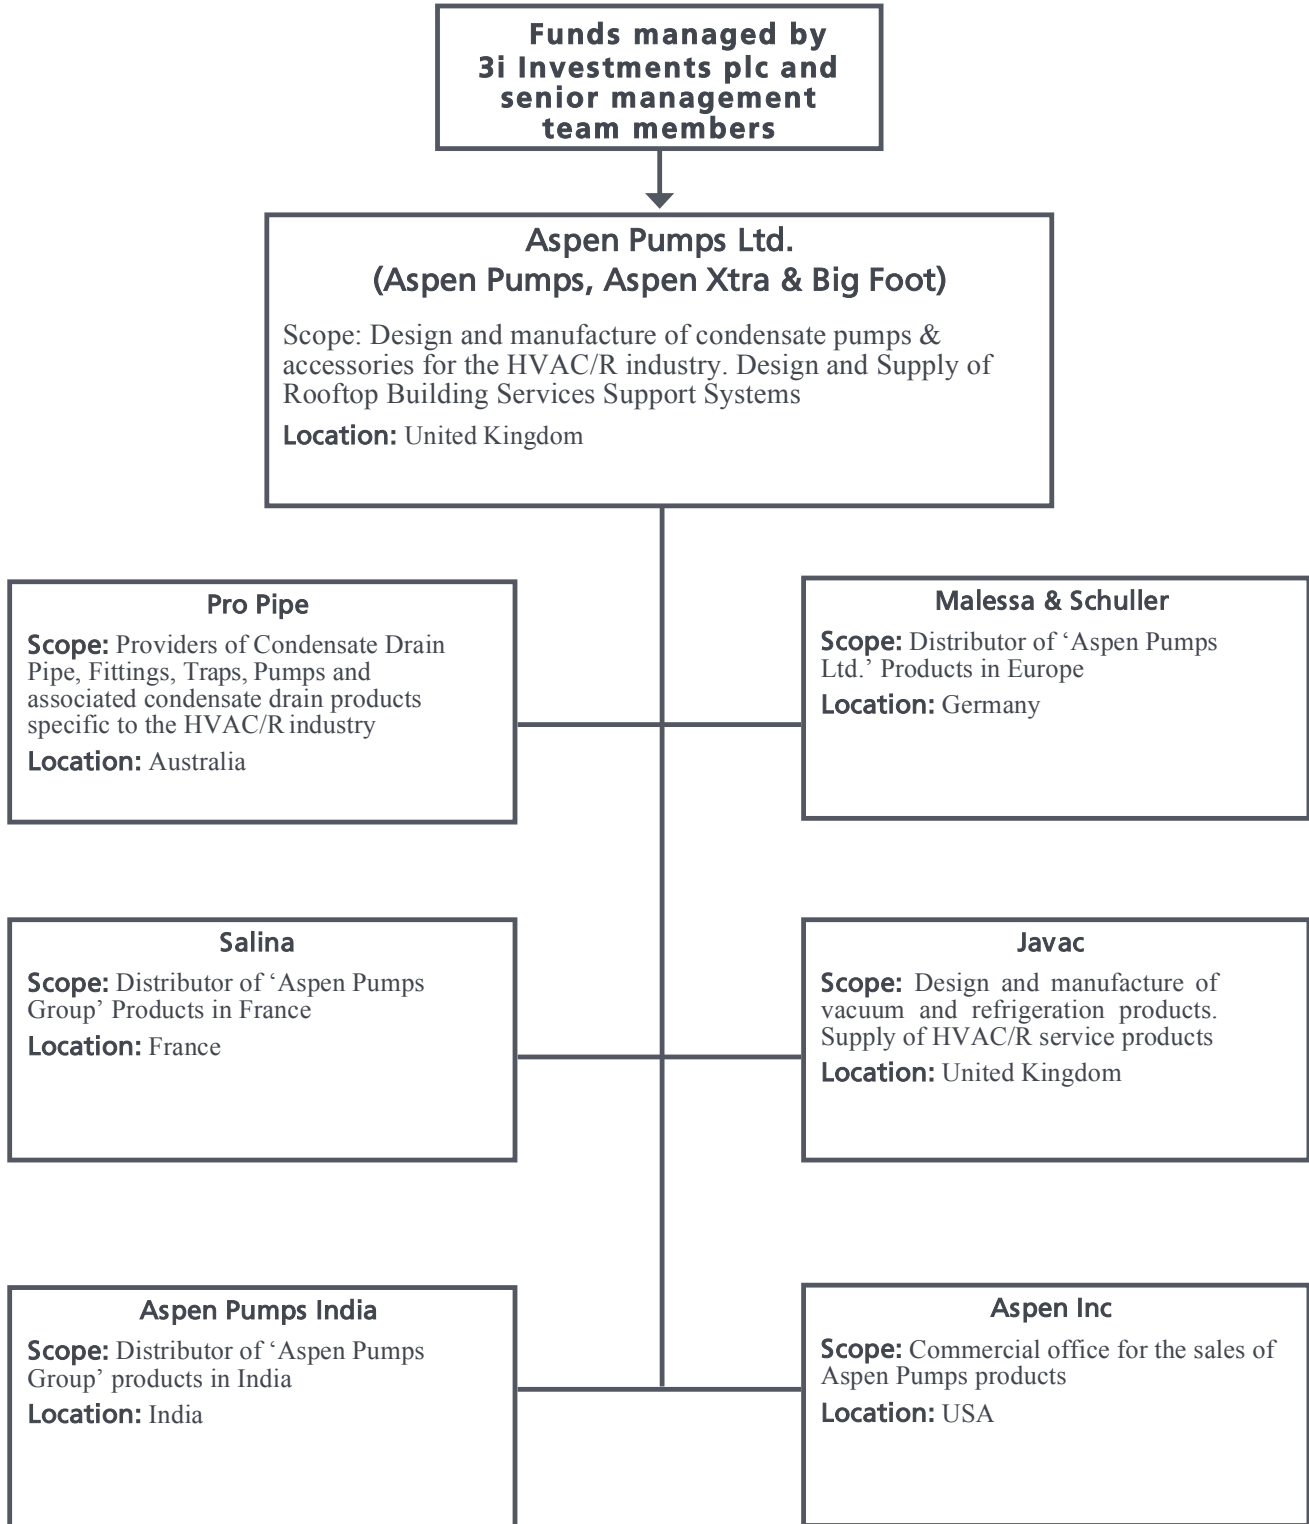 Funds managed by
3i Investments plc and
senior management
team members
Aspen Pumps Ltd.
(Aspen Pumps, Aspen Xtra & Big Foot)
Scope: Design and manufacture of condensate pumps &
accessories for the HVAC/R industry. Design and Supply of
Rooftop Building Services Support Systems
Location: United Kingdom
Pro Pipe
Scope: Providers of Condensate Drain
Pipe, Fittings, Traps, Pumps and
associated condensate drain products
specific to the HVAC/R industry
Location: Australia
Malessa & Schuller
Scope: Distributor of ‘Aspen Pumps
Ltd.’ Products in Europe
Location: Germany
Salina
Scope: Distributor of ‘Aspen Pumps
Group’ Products in France
Location: France
Javac
Scope: Design and manufacture of
vacuum and refrigeration products.
Supply of HVAC/R service products
Location: United Kingdom
Aspen Pumps India
Scope: Distributor of ‘Aspen Pumps
Group’ products in India
Location: India
Aspen Inc
Scope: Commercial office for the sales of
Aspen Pumps products
Location: USA